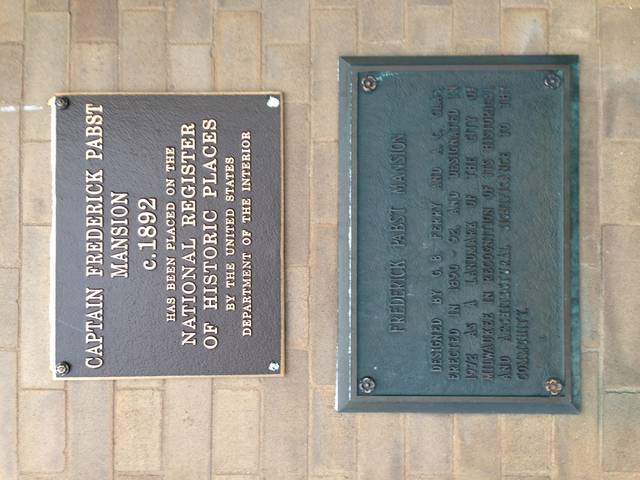 CAPTAIN FREDERICK PABST
MANSION
c.1892
HAS BEEN PLACED ON THE
NATIONAL REGISTER
OF HISTORIC PLACES
BY THE UNITED STATES
DEPARTMENT OF THE INTERIOR
FREDERICK PABST MANSION
DESIGNED BY G.B. FERRY AND A.C. CLAS
ERECTED IN 1890 - 92, AND DESIGNATED IN
1972 AS A LANDMARK OF THE CITY OF
MILWAUKEE IN RECOGNITION OF ITS HISTORICAL
AND ARCHITECTURAL SIGNIFICANCE TO THE
COMMUNITY.